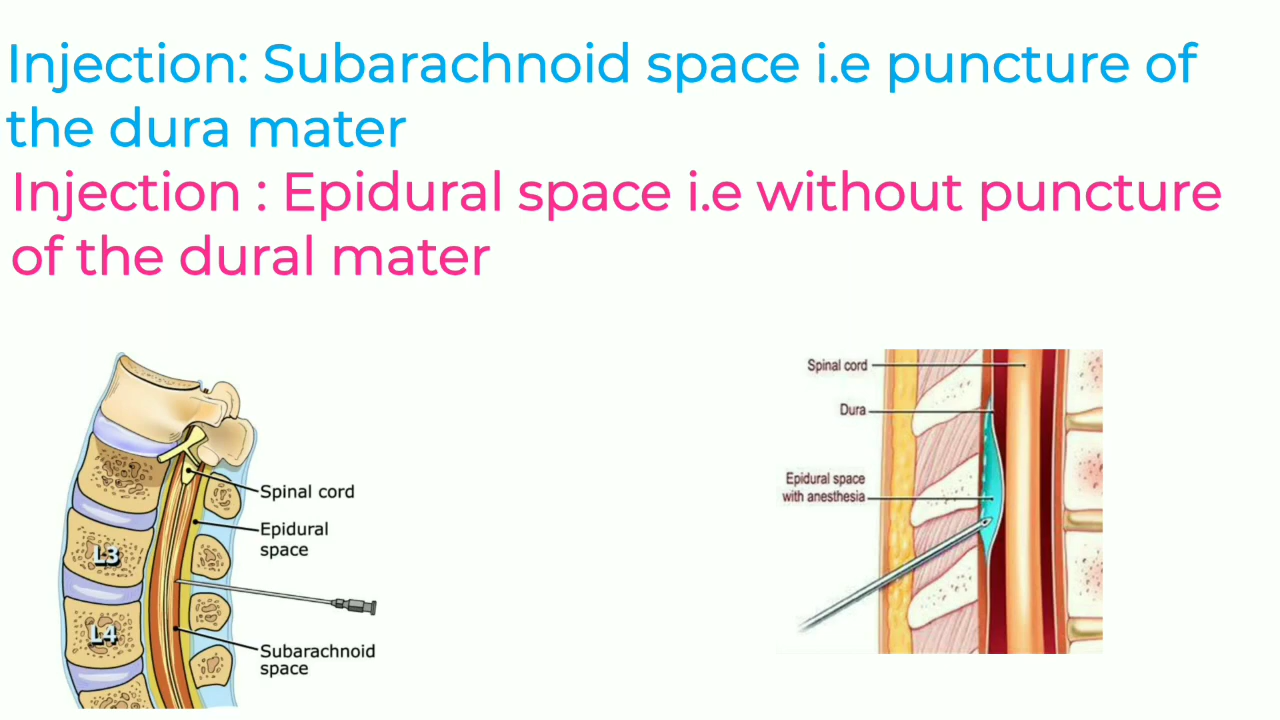 Injection: Subarachnoid space i.e puncture of
the dura mater
Injection : Epidural space i.e without puncture
of the dural mater
Spinal cord
Epidural
space
L3
L4
Subarachnoid
space
Spinal cord
Dura
Epidural space
with anesthesia